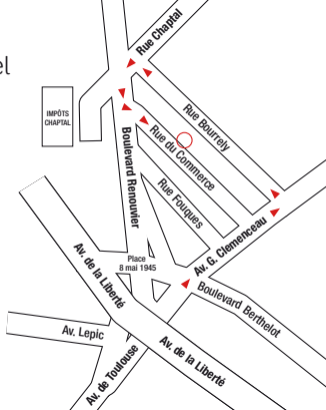 el
Rue Chaptal
IMPÔTS
CHAPTAL
Rue Bourrely
Rue du Commerce
Boulevard Renouvier
Rue Fouques
Av. G. Clemenceau
Place
8 mai 1945
Av. de la Liberté
Boulevard Berthelot
Av. Lepic
Av. de Toulouse
Av. de la Liberté